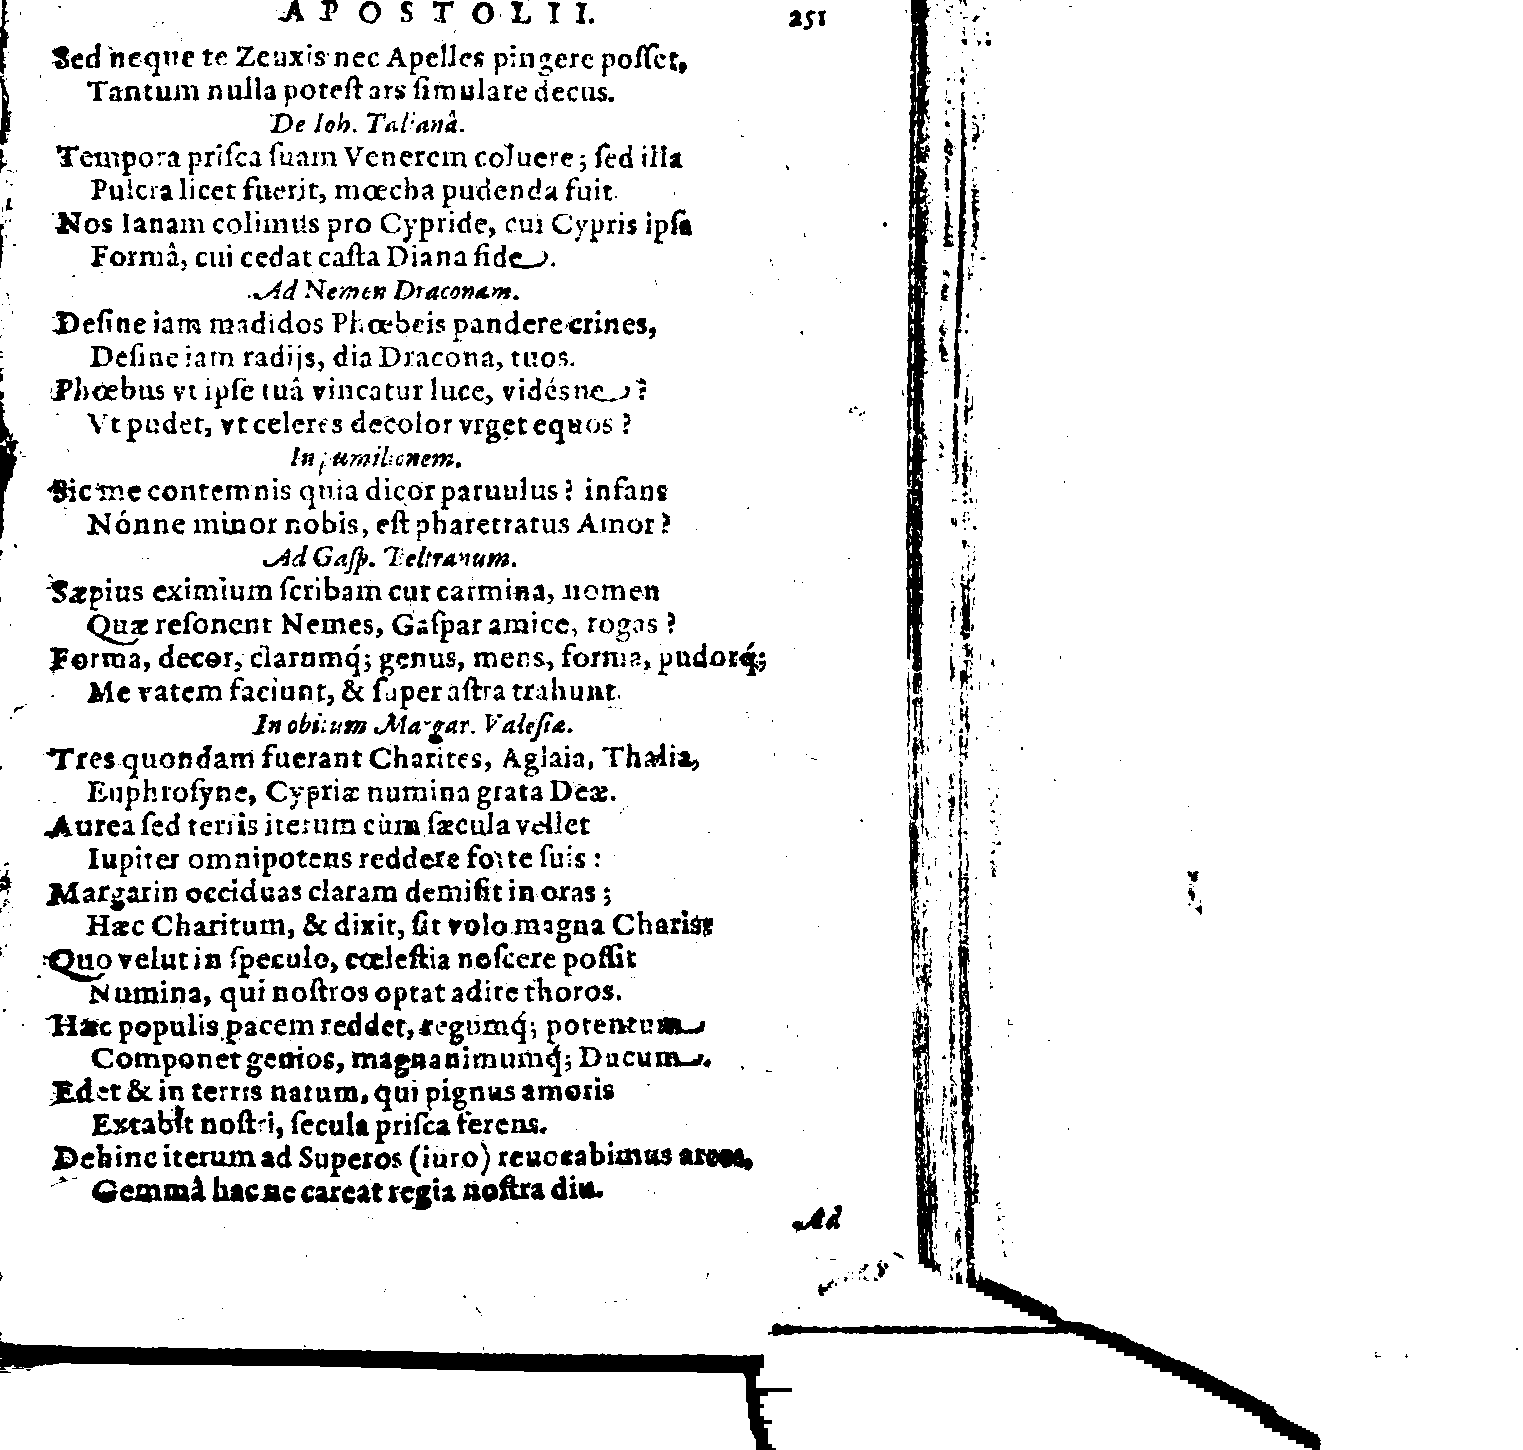 APOSTOLII. 251
Sed neque te Zeuxis nec Apelles pingere poſſet,
Tantum nulla poteſt ars ſimulare decus.
De Ioh. Talianâ.
Tempora priſca ſuam Venerem coluere; ſed illa
Pulcra licet fuerit, mœcha pudenda fuit.
Nos Ianam colimus pro Cypride, cui Cypris ipſa
Formâ, cui cedat caſta Diana fide.
Ad Nemen Draconam.
Deſine iam madidos Phœbeis pandere crines,
Deſine iam radijs, dia Dracona, tuos.
Phœbus vt ipſe tuâ vincatur luce, vidésne?
Vt pudet, vt celeres decolor vrget equos?
In pumilionem.
Sic me contemnis quia dicor paruulus? infans
Nónne minor nobis, eſt pharetratus Amor?
Ad Gaſp. Beltranum.
Sæpius eximium ſcribam cur carmina, nomen
Quæ reſonent Nemes, Gaſpar amice, rogas?
Forma, decor, clarumq́; genus, mens, forma, pudorq́;
Me vatem faciunt, & ſuper aſtra trahunt.
In obitum Margar. Valeſiæ.
Tres quondam fuerant Charites, Aglaia, Thalia,
Euphroſyne, Cypriæ numina grata Deæ.
Aurea ſed terris iterum cùm ſæcula vellet
Iupiter omnipotens reddere forte ſuis:
Margarin occiduas claram demiſit in oras;
Hæc Charitum, & dixit, ſit volo magna Charis:
Quo velut in ſpeculo, cœleſtia noſcere poſſit
Numina, qui noſtros optat adire thoros.
Hæc populis pacem reddet, regumq́; potentum
Componet genios, magnanimumq́; Ducum.
Edet & in terris natum, qui pignus amoris
Extabit noſtri, ſecula priſca ferens.
Dehinc iterum ad Superos (iuro) reuocabimus arces,
Gemmâ hac ne careat regia noſtra diu.
Ad